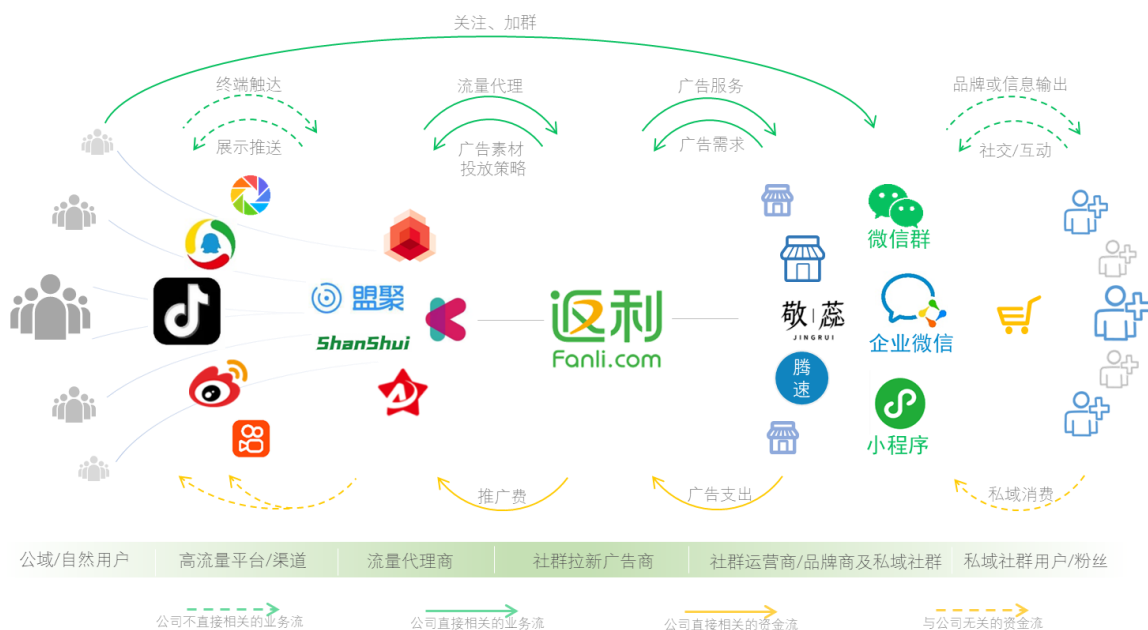 关注、加群
终端触达
流量代理
广告服务
品牌或信息输出
展示推送
广告素材
投放策略
广告需求
社交/互动
微信群
盟聚
ShanShui
返利
Fanli.com
敬|蕊
JINGRUI
企业微信
腾
速
小程序
推广费
广告支出
私域消费
公域/自然用户
高流量平台/渠道
流量代理商
社群拉新广告商
社群运营商/品牌商及私域社群
私域社群用户/粉丝
公司不直接相关的业务流
公司直接相关的业务流
公司直接相关的资金流
与公司无关的资金流